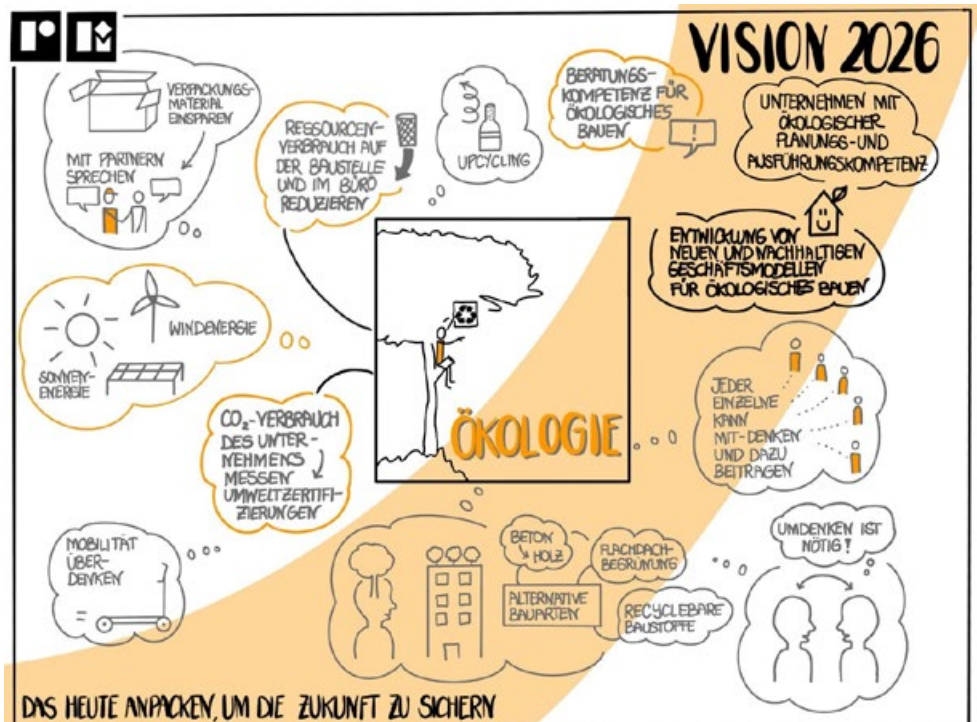 VISION 2026
VERPACKUNGS-
MATERIAL
EINSPAREN
MIT PARTNERN
SPRECHEN
RESSOURCEN-
VERBRAUCH AUF
DER BAUSTELLE
UND IM BÜRO
REDUZIEREN
UPCYCLING
BERATUNGS-
KOMPETENZ FÜR
ÖKOLOGISCHES
BAUEN
!
UNTERNEHMEN MIT
ÖKOLOGISCHER
PLANUNGS- UND
AUSFÜHRUNGSKOMPETENZ
ENTWICKLUNG VON
NEUEN UND NACHHALTIGEN
GESCHÄFTSMODELLEN
FÜR ÖKOLOGISCHES BAUEN
WINDENERGIE
SONNEN-
ENERGIE
CO₂-VERBRAUCH
DES UNTER-
NEHMENS
MESSEN
UMWELTZERTIFI-
ZIERUNGEN
ÖKOLOGIE
JEDER
EINZELNE
KANN
MIT-DENKEN
UND DAZU
BEITRAGEN
MOBILITÄT
ÜBER-
DENKEN
BETON
HOLZ
FLACHDACH-
BEGRÜNUNG
ALTERNATIVE
BAUARTEN
RECYCLEBARE
BAUSTOFFE
UMDENKEN IST
NÖTIG!
DAS HEUTE ANPACKEN, UM DIE ZUKUNFT ZU SICHERN